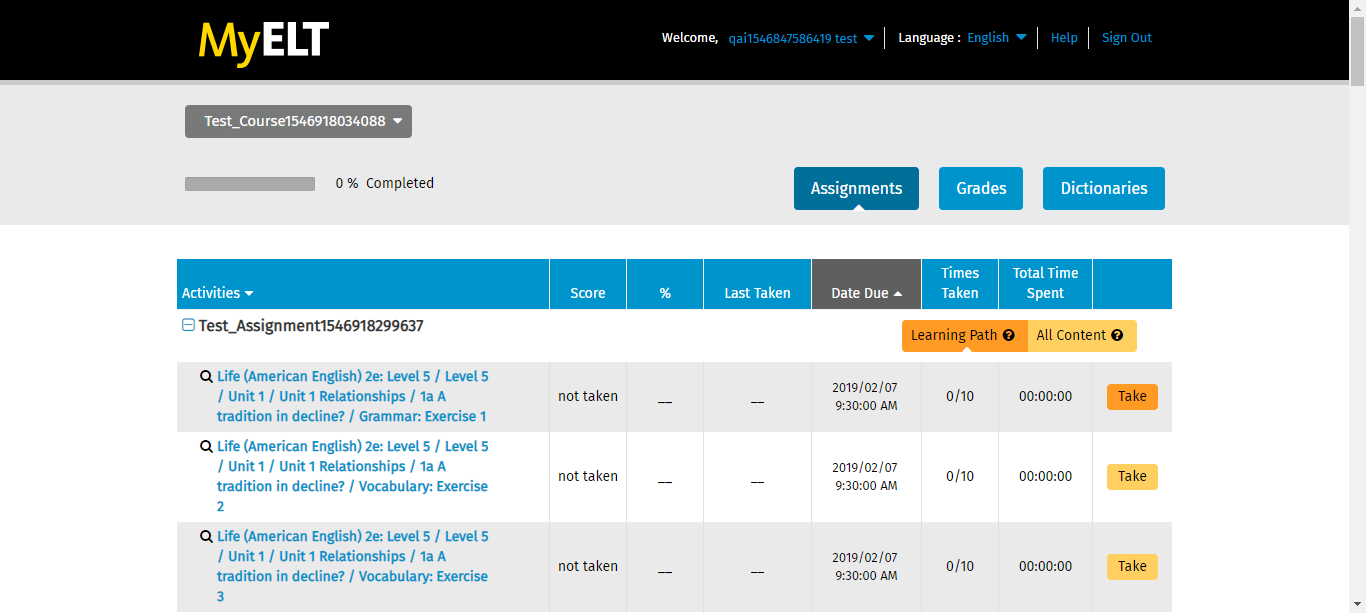 MyELT
Welcome, qai1546847586419 test
Language : English
Help
Sign Out
Test_Course1546918034088
0 % Completed
Assignments
Grades
Dictionaries
Activities
Score
%
Last Taken
Date Due
Times
Taken
Total Time
Spent
Test_Assignment1546918299637
Learning Path ?
All Content ?
Life (American English) 2e: Level 5 / Level 5
/ Unit 1 / Unit 1 Relationships / 1a A
tradition in decline? / Grammar: Exercise 1
not taken
__
__
2019/02/07
9:30:00 AM
0/10
00:00:00
Take
Life (American English) 2e: Level 5 / Level 5
/ Unit 1 / Unit 1 Relationships / 1a A
tradition in decline? / Vocabulary: Exercise
2
not taken
__
__
2019/02/07
9:30:00 AM
0/10
00:00:00
Take
Life (American English) 2e: Level 5 / Level 5
/ Unit 1 / Unit 1 Relationships / 1a A
tradition in decline? / Vocabulary: Exercise
3
not taken
__
__
2019/02/07
9:30:00 AM
0/10
00:00:00
Take